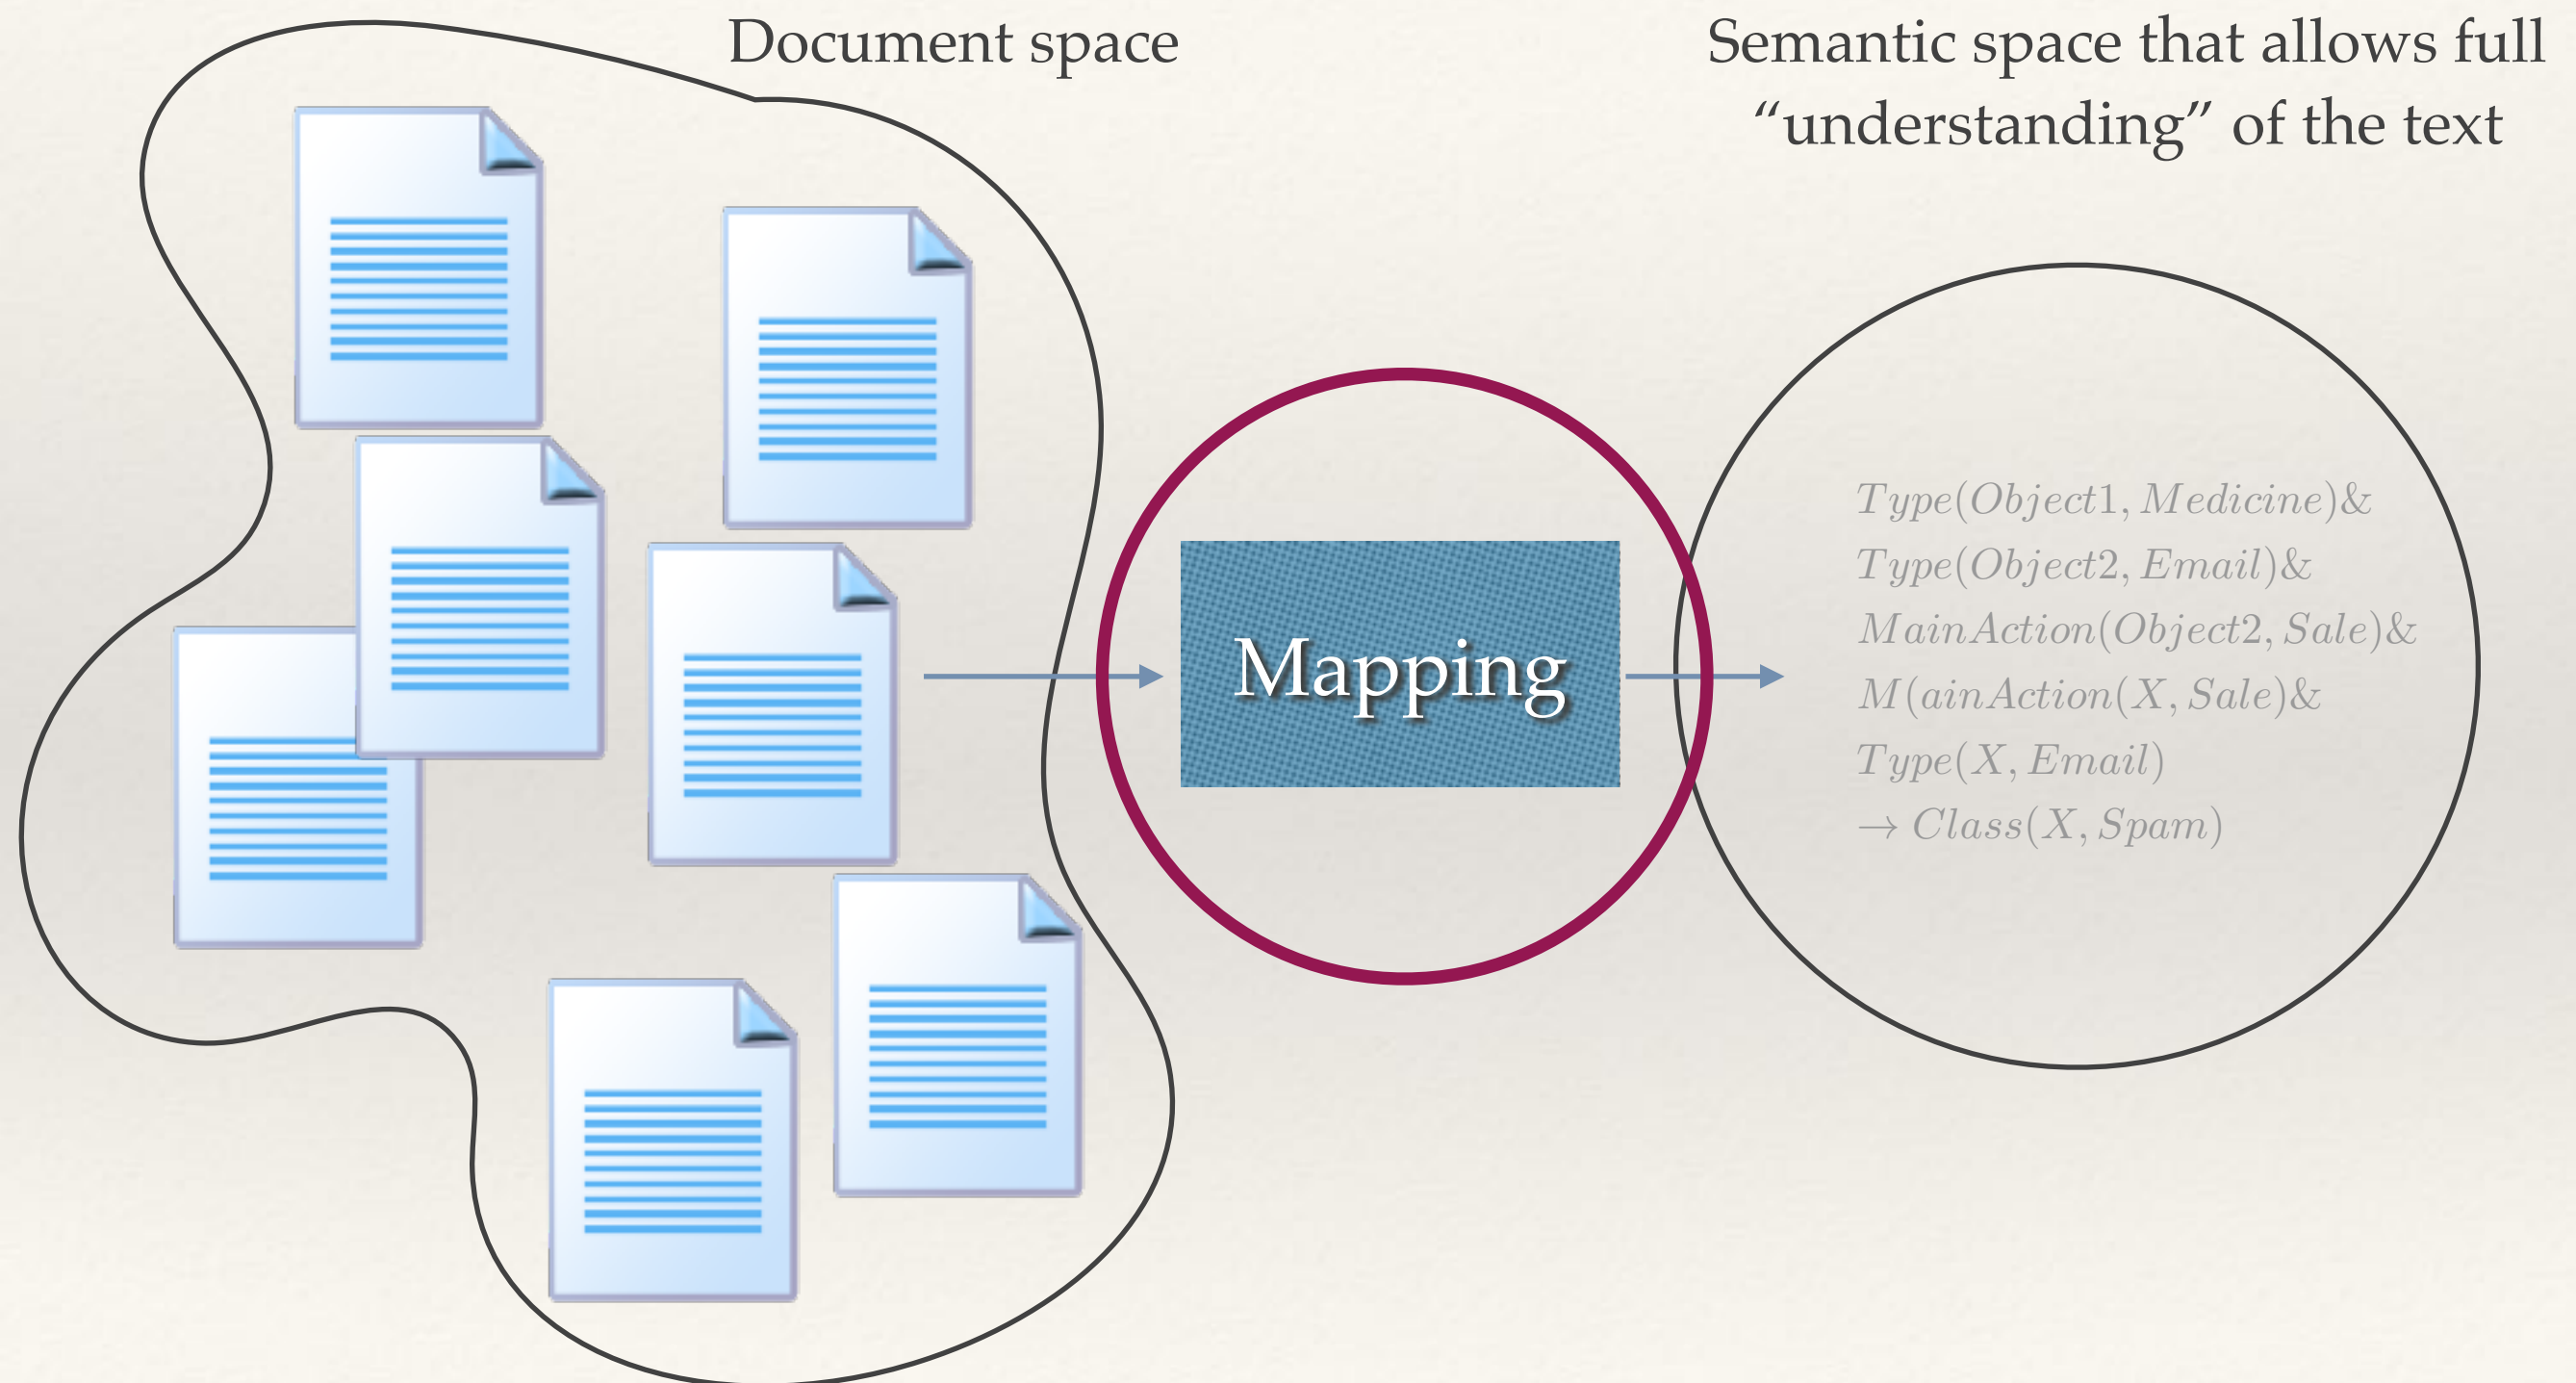 Document space
Semantic space that allows full
“understanding” of the text
Mapping
Type(Object1, Medicine)&
Type(Object2, Email)&
MainAction(Object2, Sale)&
M(ainAction(X, Sale)&
Type(X, Email)
→ Class(X, Spam)